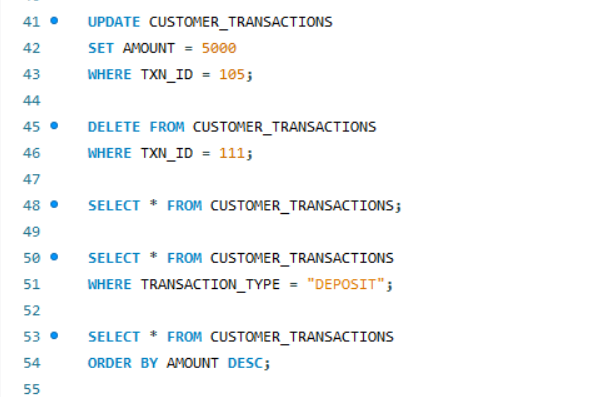 41 UPDATE CUSTOMER_TRANSACTIONS
42 SET AMOUNT = 5000
43 WHERE TXN_ID = 105;
44
45 DELETE FROM CUSTOMER_TRANSACTIONS
46 WHERE TXN_ID = 111;
47
48 SELECT * FROM CUSTOMER_TRANSACTIONS;
49
50 SELECT * FROM CUSTOMER_TRANSACTIONS
51 WHERE TRANSACTION_TYPE = "DEPOSIT";
52
53 SELECT * FROM CUSTOMER_TRANSACTIONS
54 ORDER BY AMOUNT DESC;
55